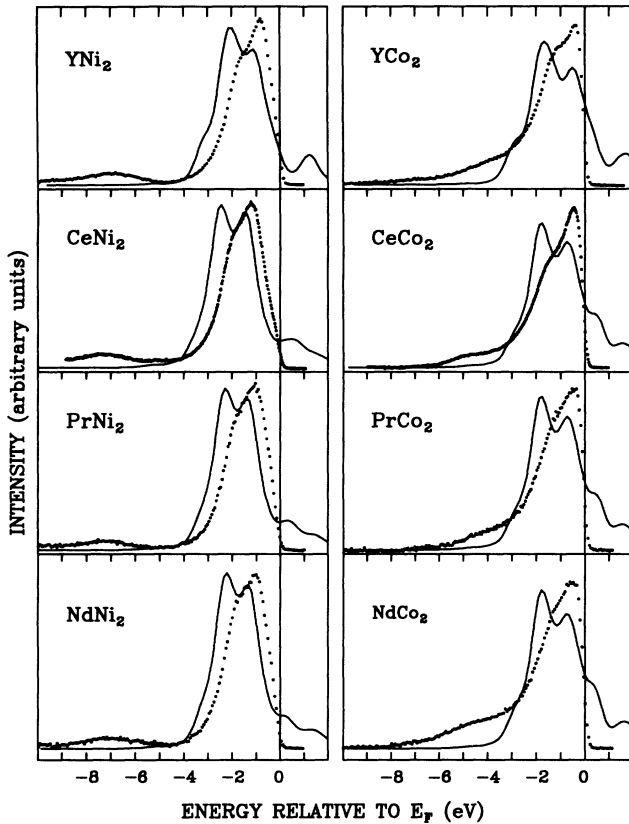 INTENSITY (arbitrary units)
YNi₂
YCo₂
CeNi₂
CeCo₂
PrNi₂
PrCo₂
NdNi₂
NdCo₂
-8 -6 -4 -2 0
-8 -6 -4 -2 0
ENERGY RELATIVE TO E_F (eV)